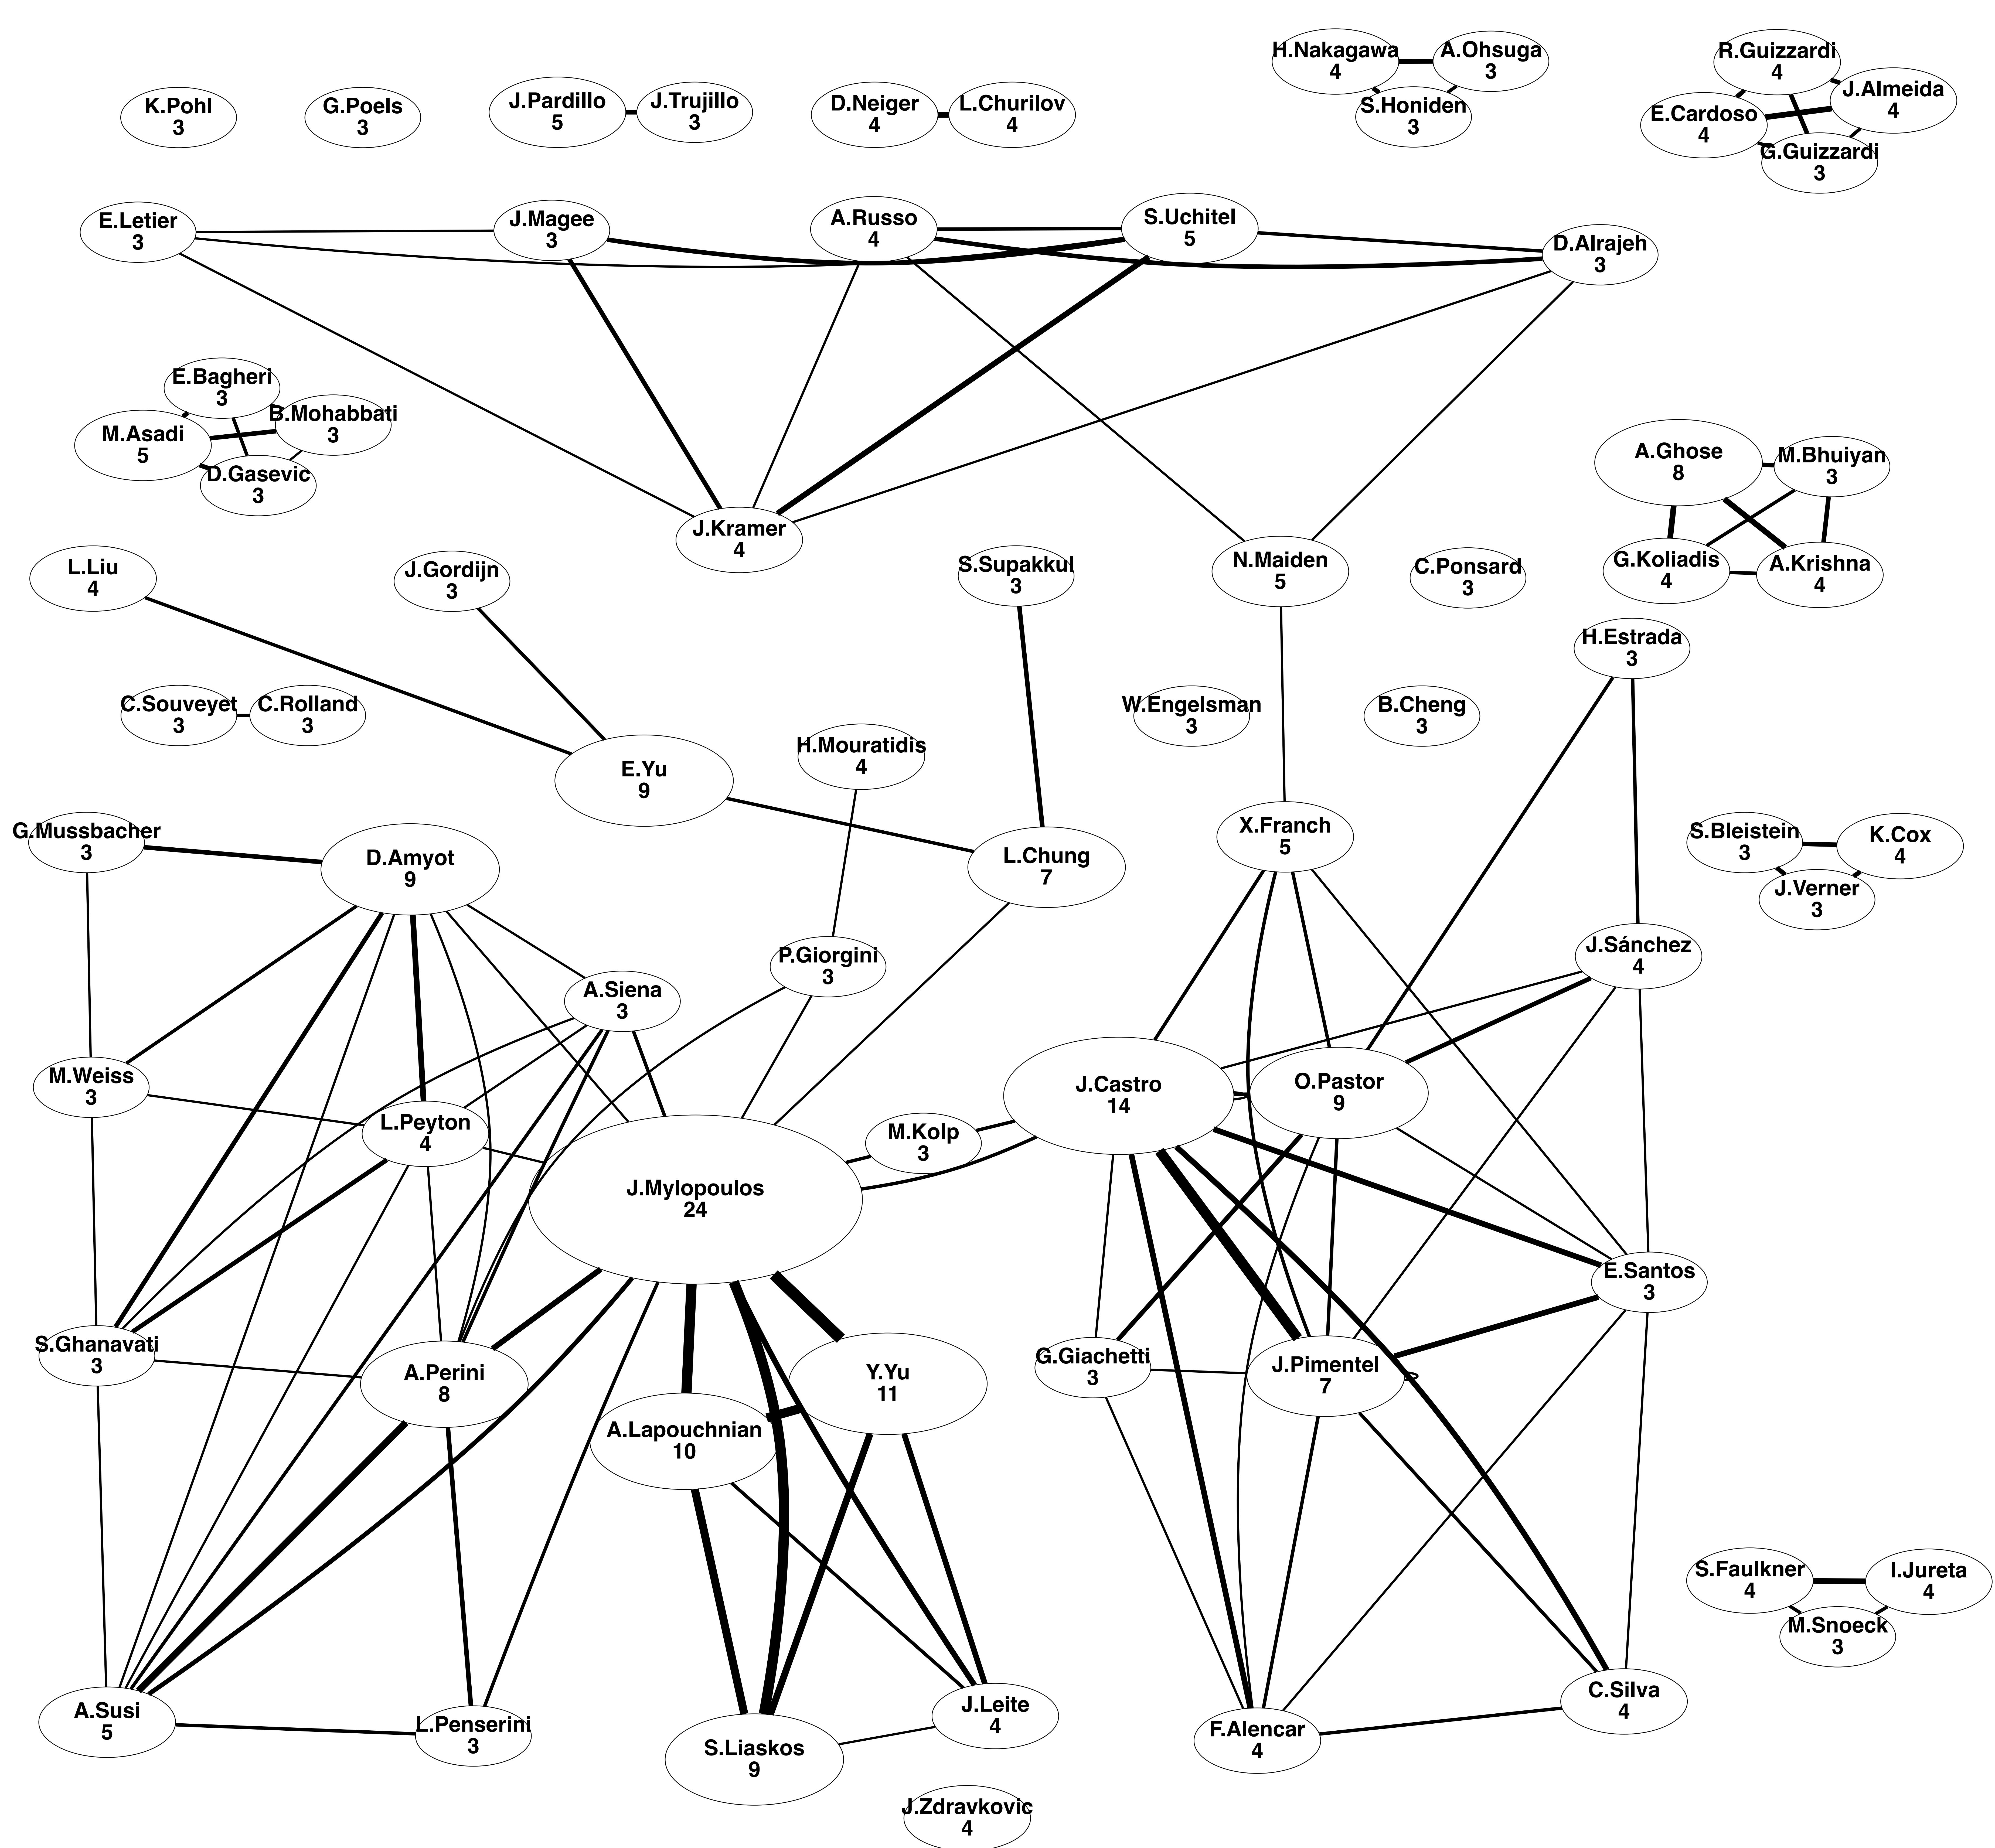 H.Nakagawa
4
A.Ohsuga
3
S.Honiden
3
R.Guizzardi
4
J.Almeida
4
E.Cardoso
4
G.Guizzardi
3
K.Pohl
3
G.Poels
3
J.Pardillo
5
J.Trujillo
3
D.Neiger
4
L.Churilov
4
E.Letier
3
J.Magee
3
A.Russo
4
S.Uchitel
5
D.Alrajeh
3
E.Bagheri
3
B.Mohabbati
3
M.Asadi
5
D.Gasevic
3
A.Ghose
8
M.Bhuiyan
3
G.Koliadis
4
A.Krishna
4
J.Kramer
4
L.Liu
4
J.Gordijn
3
S.Supakkul
3
N.Maiden
5
C.Ponsard
3
H.Estrada
3
C.Souveyet
3
C.Rolland
3
W.Engelsman
3
B.Cheng
3
E.Yu
9
H.Mouratidis
4
G.Mussbacher
3
D.Amyot
9
L.Chung
7
X.Franch
5
S.Bleistein
3
K.Cox
4
J.Verner
3
P.Giorgini
3
J.Sánchez
4
A.Siena
3
M.Weiss
3
L.Peyton
4
J.Castro
14
O.Pastor
9
M.Kolp
3
J.Mylopoulos
24
E.Santos
3
S.Ghanavati
3
A.Perini
8
Y.Yu
11
G.Giachetti
3
J.Pimentel
7
A.Lapouchnian
10
S.Faulkner
4
I.Jureta
4
M.Snoeck
3
A.Susi
5
L.Penserini
3
J.Leite
4
C.Silva
4
S.Liaskos
9
F.Alencar
4
J.Zdravkovic
4